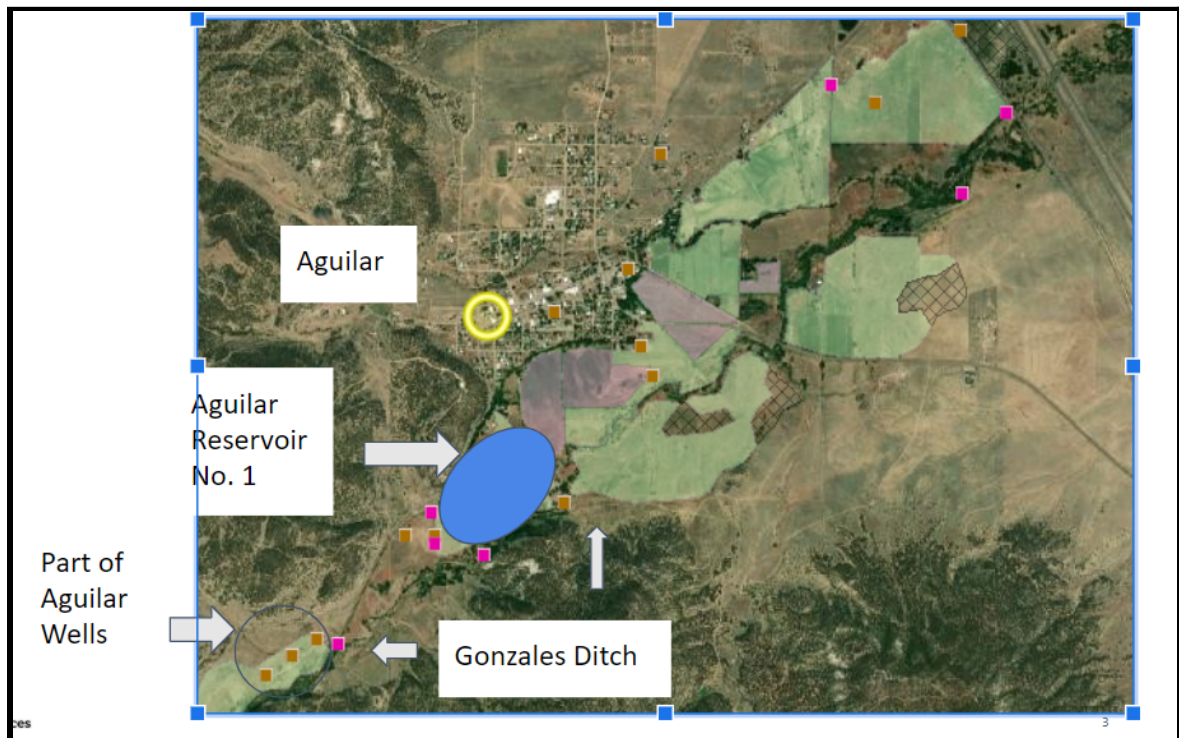 Aguilar
Aguilar
Reservoir
No. 1
Part of
Aguilar
Wells
Gonzales Ditch
ces
3